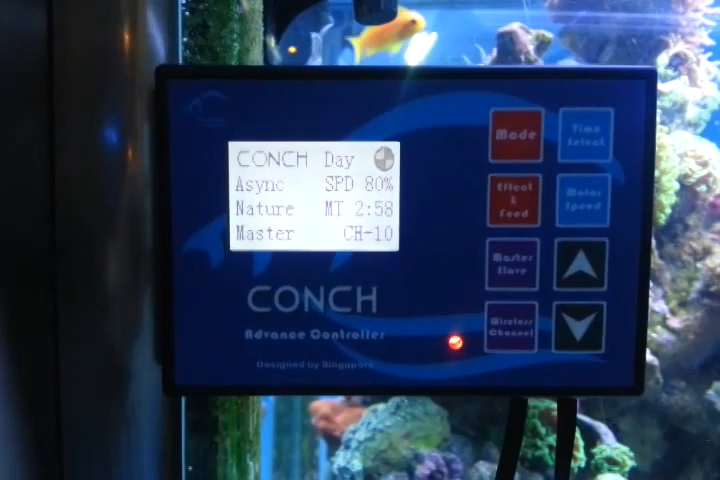 CONCH Day
Async SPD 80%
Nature MT 2:58
Master CH-10
CONCH
Advance Controller
Designed by Singapore
Mode
Time
Select
Effect
&
Feed
Motor
Speed
Master
Slave
Wireless
Channel